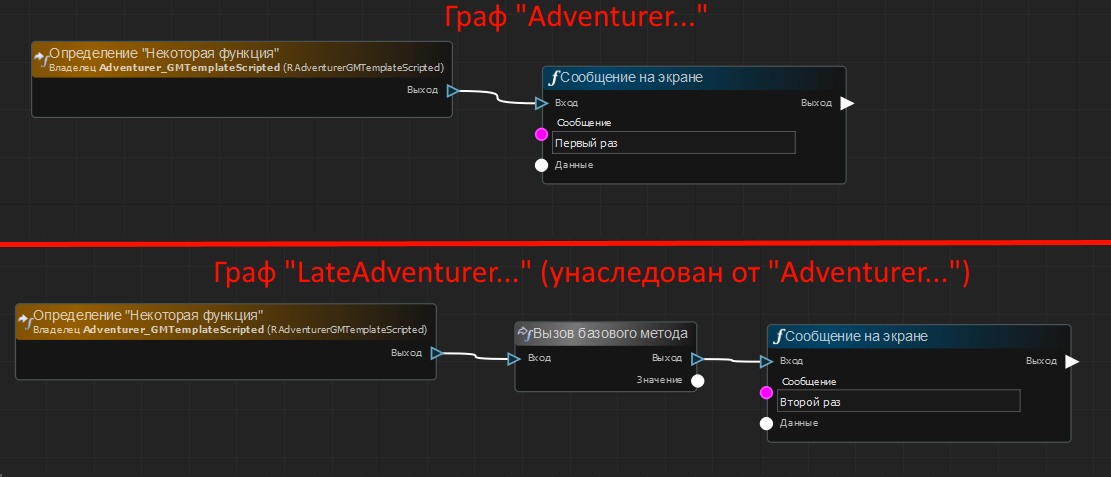 Граф "Adventurer..."
Определение "Некоторая функция"
Владелец Adventurer_GMTemplateScripted (RAdventurerGMTemplateScripted)
Выход
Сообщение на экране
Вход
Выход
Сообщение
Первый раз
Данные
Граф "LateAdventurer..." (унаследован от "Adventurer...")
Определение "Некоторая функция"
Владелец Adventurer_GMTemplateScripted (RAdventurerGMTemplateScripted)
Выход
Вызов базового метода
Вход
Выход
Значение
Сообщение на экране
Вход
Выход
Сообщение
Второй раз
Данные